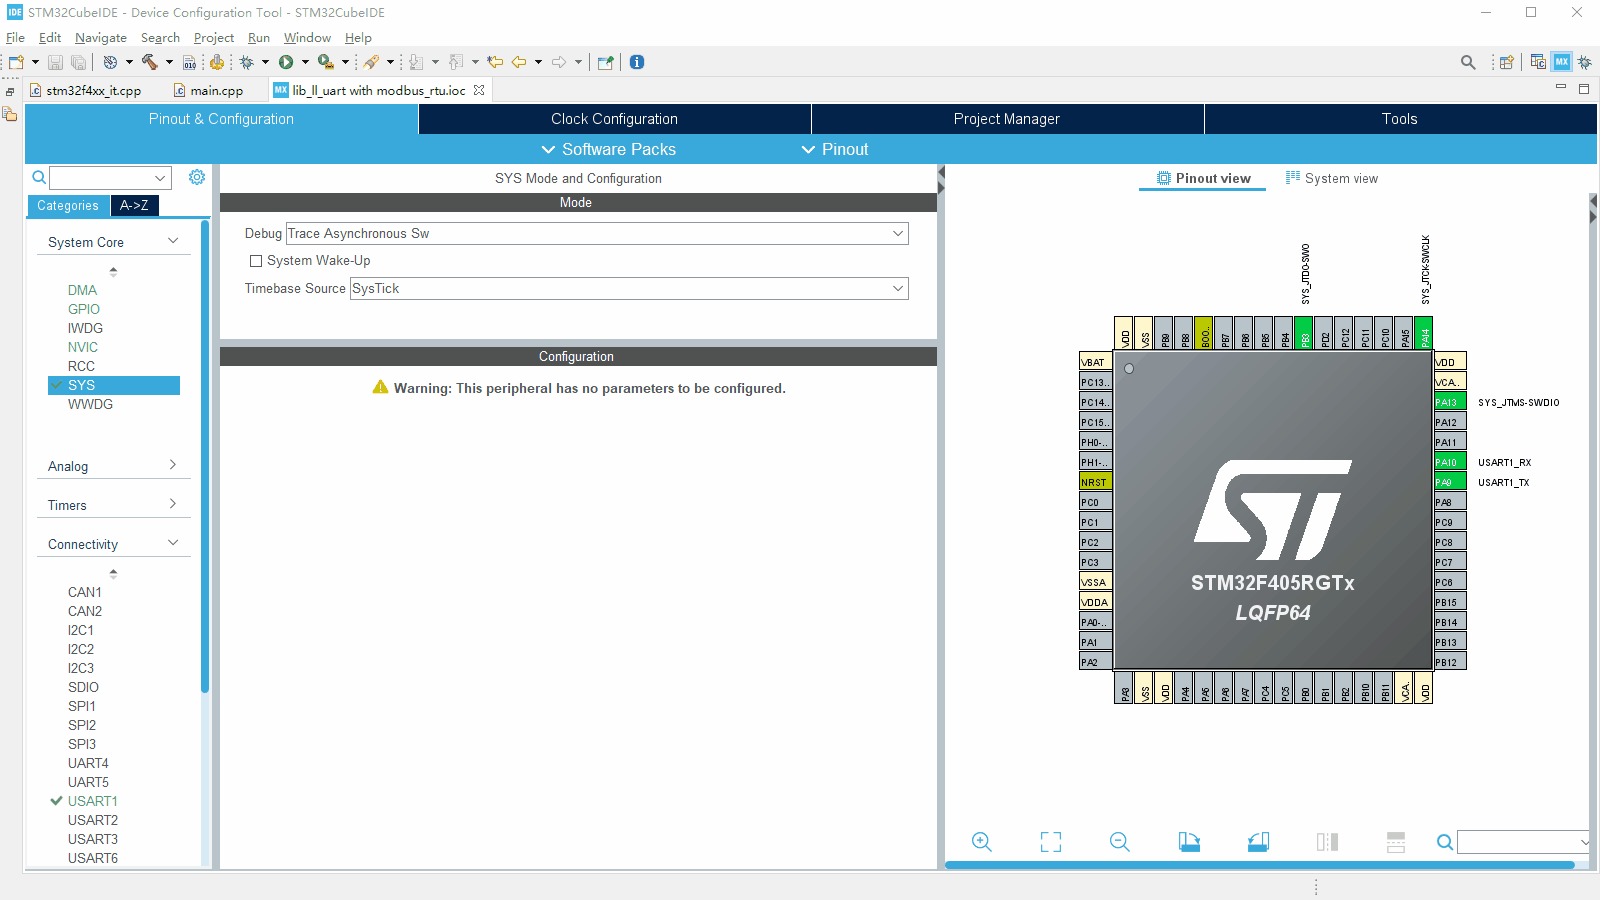 IDE STM32CubeIDE - Device Configuration Tool - STM32CubeIDE
File Edit Navigate Search Project Run Window Help
stm32f4xx_it.cpp main.cpp MX lib_ll_uart with modbus_rtu.ioc
Pinout & Configuration Clock Configuration Project Manager Tools
Software Packs Pinout
SYS Mode and Configuration
Pinout view System view
Categories A->Z
Mode
System Core
DMA
GPIO
IWDG
NVIC
RCC
SYS
WWDG
Analog
Timers
Connectivity
CAN1
CAN2
I2C1
I2C2
I2C3
SDIO
SPI1
SPI2
SPI3
UART4
UART5
USART1
USART2
USART3
USART6
Debug Trace Asynchronous Sw
System Wake-Up
Timebase Source SysTick
Configuration
Warning: This peripheral has no parameters to be configured.
SYS_JTDO-SWO
SYS_JTCK-SWCLK
VDD
VSS
PB9
PB8
BOO..
PB7
PB6
PB5
PB4
PB3
PD2
PC12
PC11
PC10
PA15
PA14
VBAT
PC13..
PC14..
PC15..
PH0-..
PH1-..
NRST
PC0
PC1
PC2
PC3
VSSA
VDDA
PA0-..
PA1
PA2
ST
STM32F405RGTx
LQFP64
VDD
VCA..
PA13 SYS_JTMS-SWDIO
PA12
PA11
PA10 USART1_RX
PA9 USART1_TX
PA8
PC9
PC8
PC7
PC6
PB15
PB14
PB13
PB12
PA3
VSS
VDD
PA4
PA5
PA6
PA7
PC4
PC5
PB0
PB1
PB2
PB10
PB11
VCA..
VDD